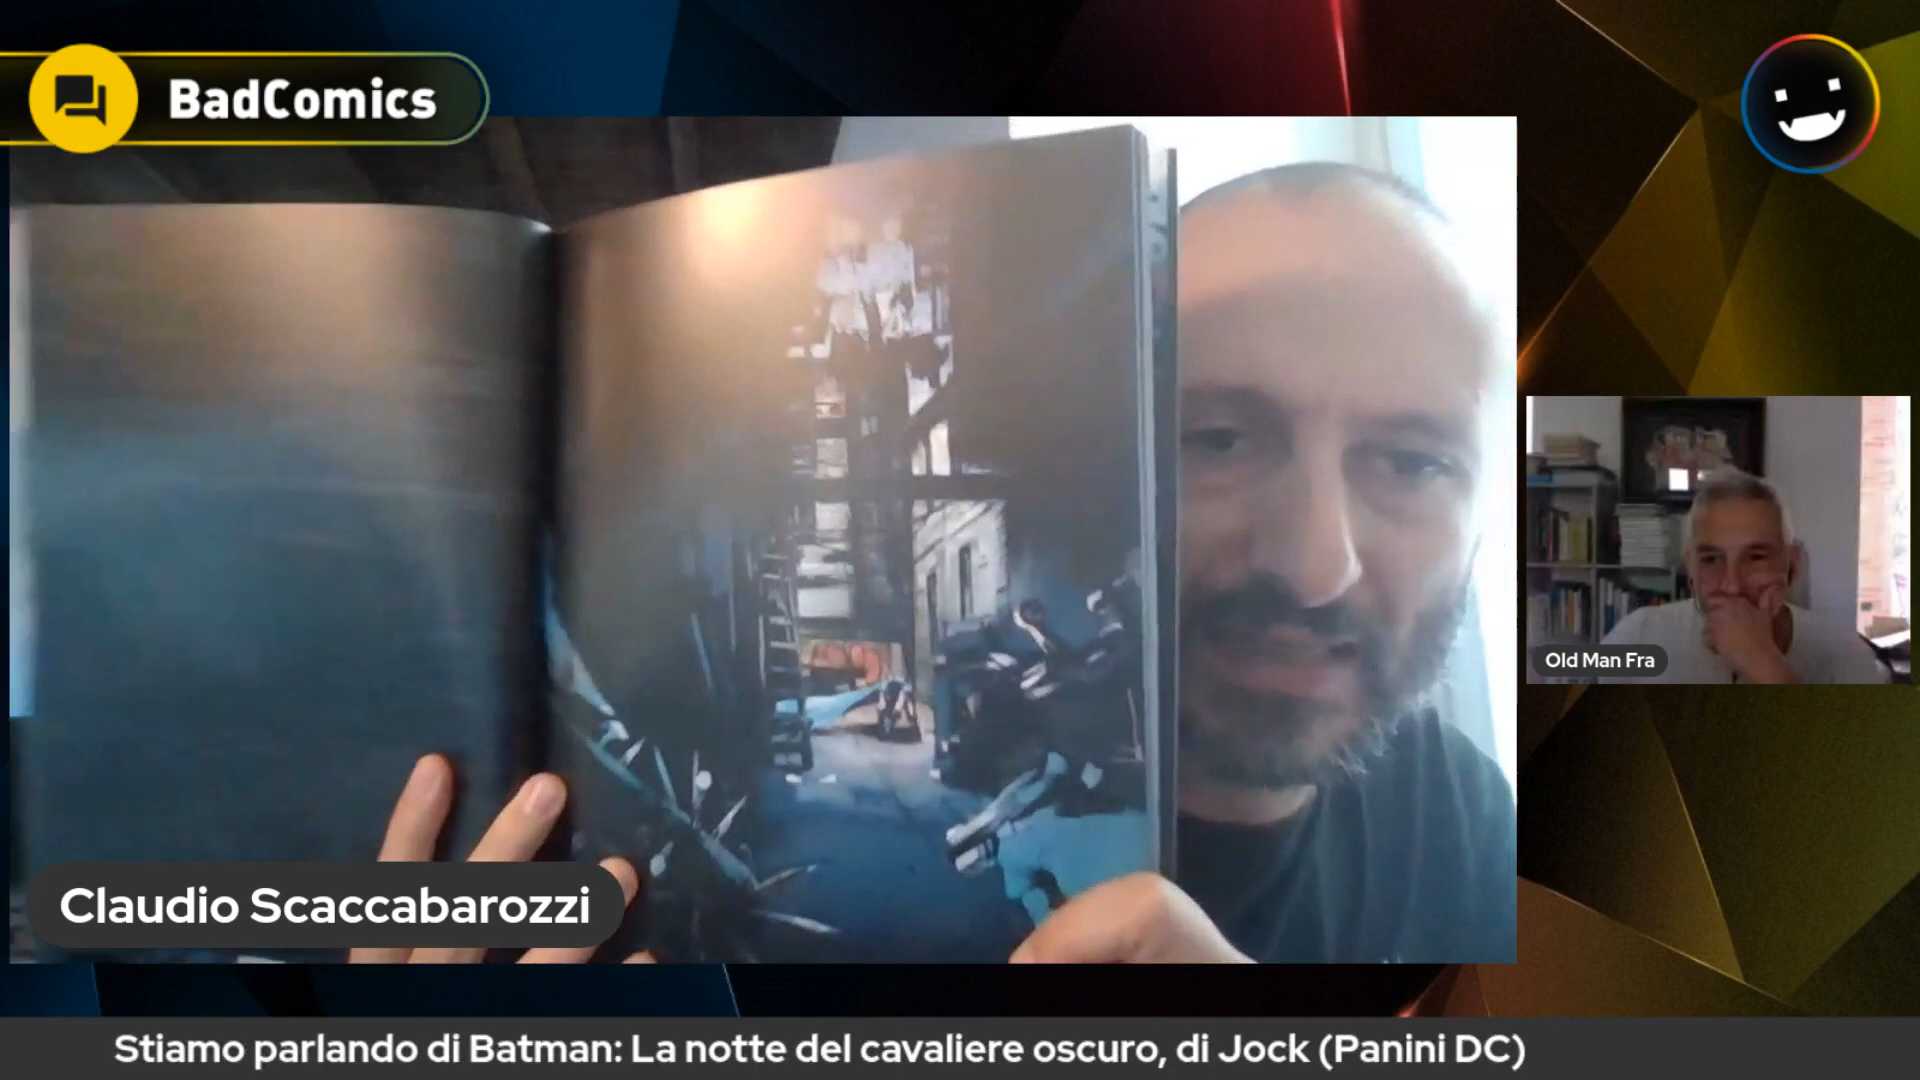 BadComics
Old Man Fra
Claudio Scaccabarozzi
Stiamo parlando di Batman: La notte del cavaliere oscuro, di Jock (Panini DC)